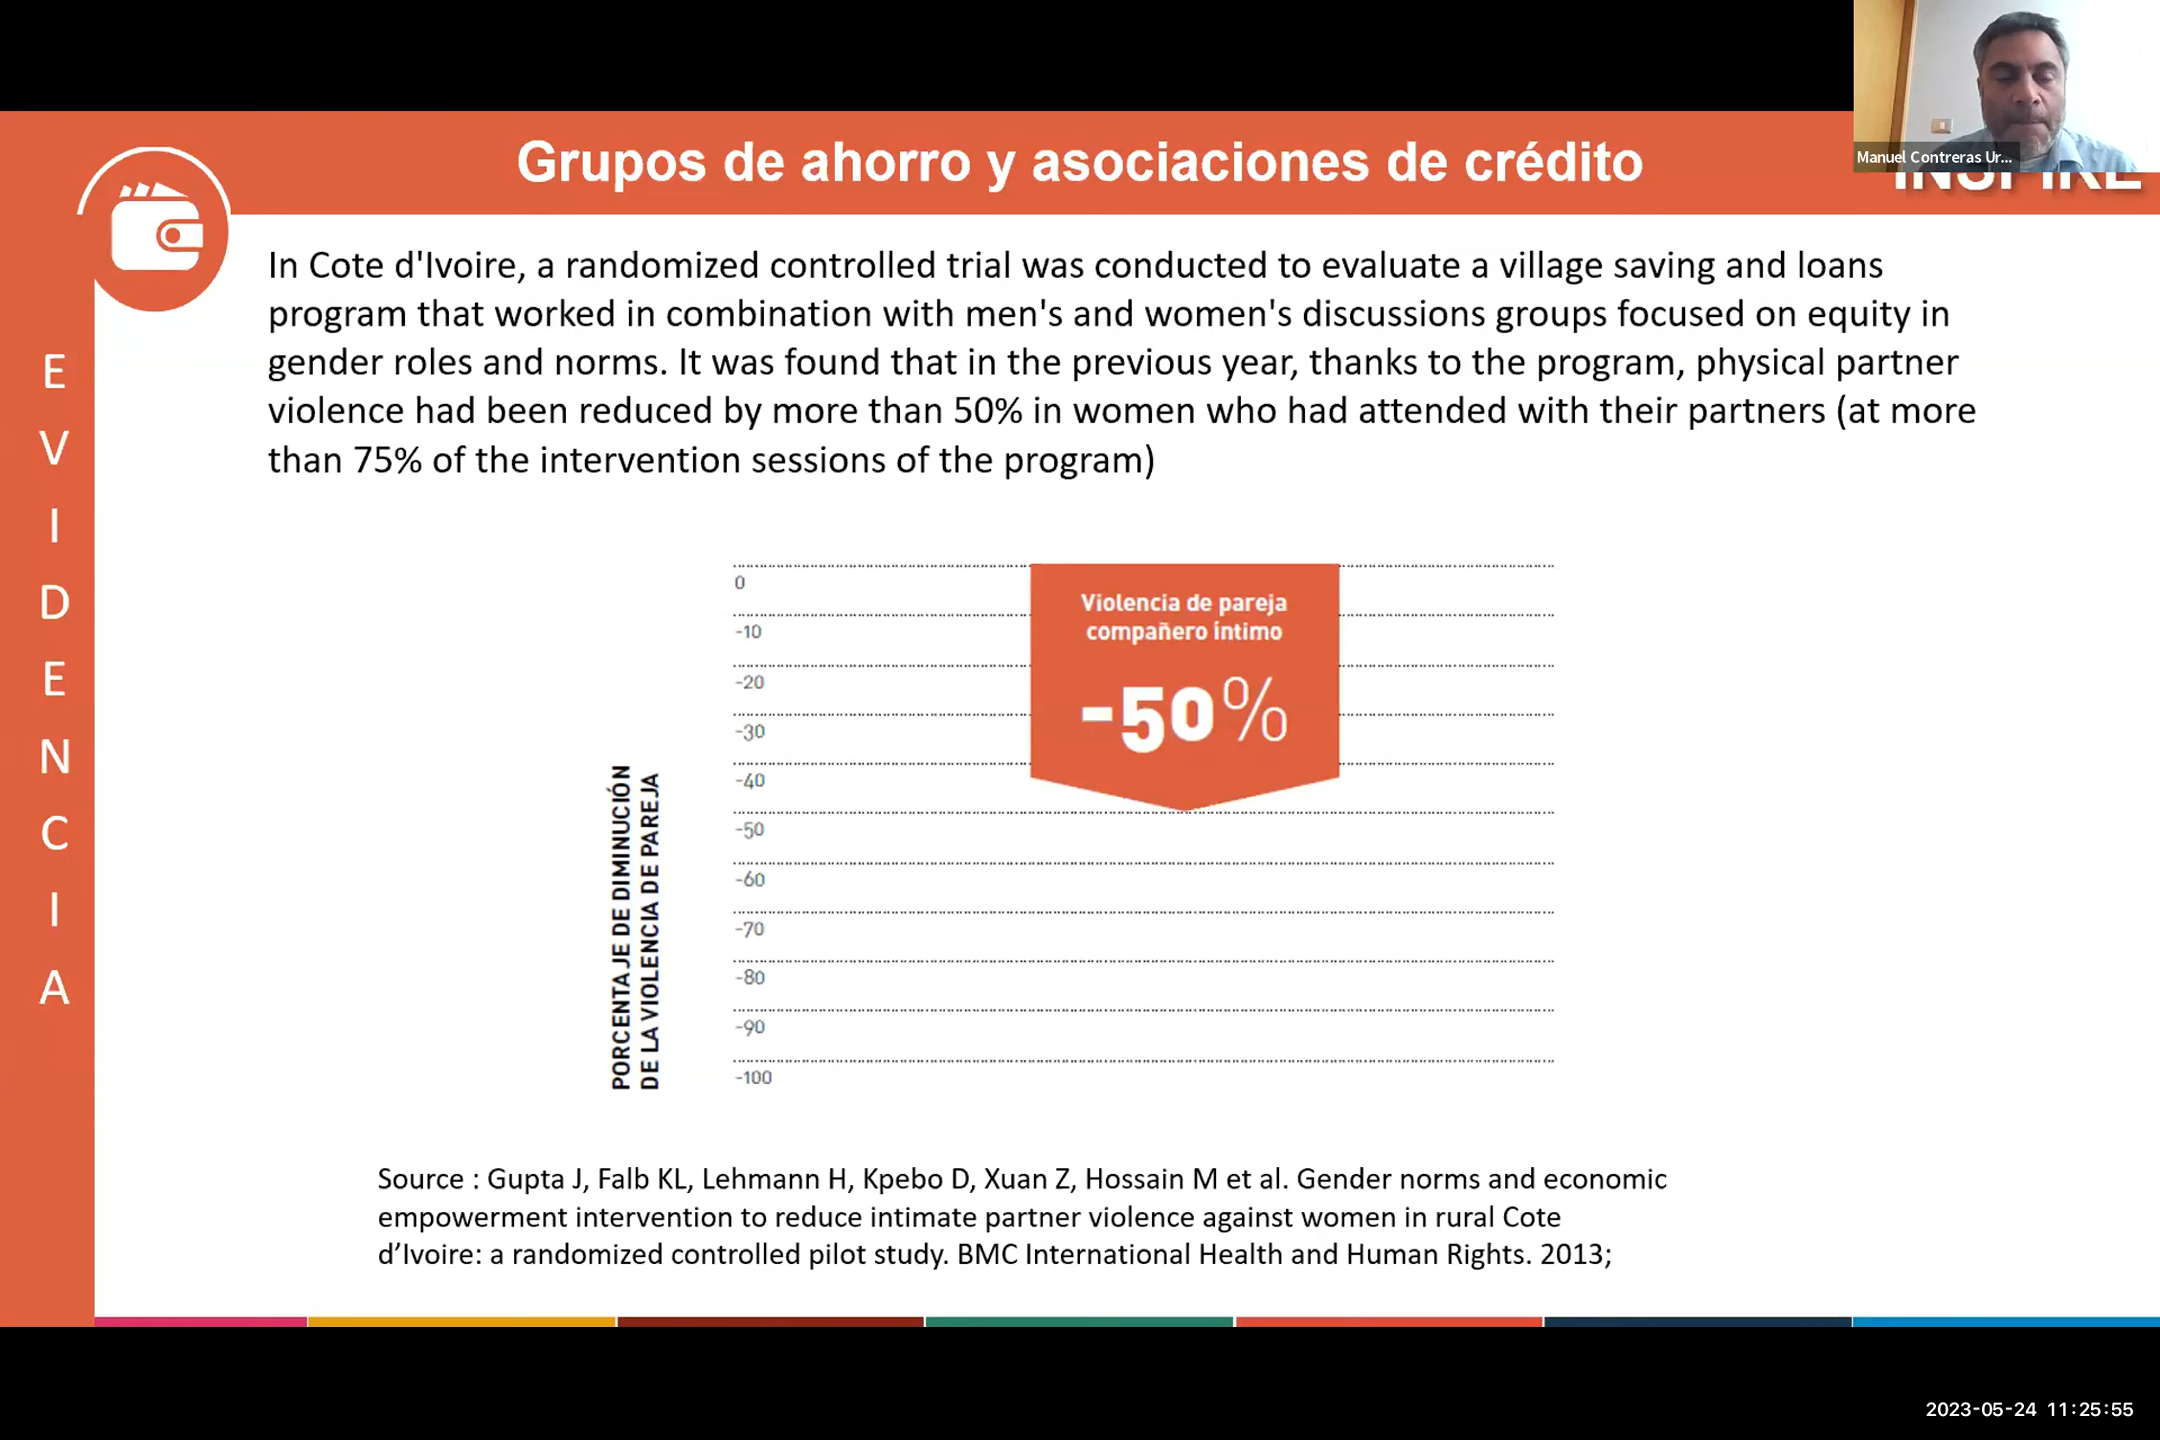 Grupos de ahorro y asociaciones de crédito
Manuel Contreras Ur...
INSPIRE
In Cote d'Ivoire, a randomized controlled trial was conducted to evaluate a village saving and loans
program that worked in combination with men's and women's discussions groups focused on equity in
gender roles and norms. It was found that in the previous year, thanks to the program, physical partner
violence had been reduced by more than 50% in women who had attended with their partners (at more
than 75% of the intervention sessions of the program)
EVIDENCIA
PORCENTAJE DE DIMINUCIÓN
DE LA VIOLENCIA DE PAREJA
0
-10
-20
-30
-40
-50
-60
-70
-80
-90
-100
Violencia de pareja
compañero íntimo
-50%
Source : Gupta J, Falb KL, Lehmann H, Kpebo D, Xuan Z, Hossain M et al. Gender norms and economic
empowerment intervention to reduce intimate partner violence against women in rural Cote
d’Ivoire: a randomized controlled pilot study. BMC International Health and Human Rights. 2013;
2023-05-24 11:25:55